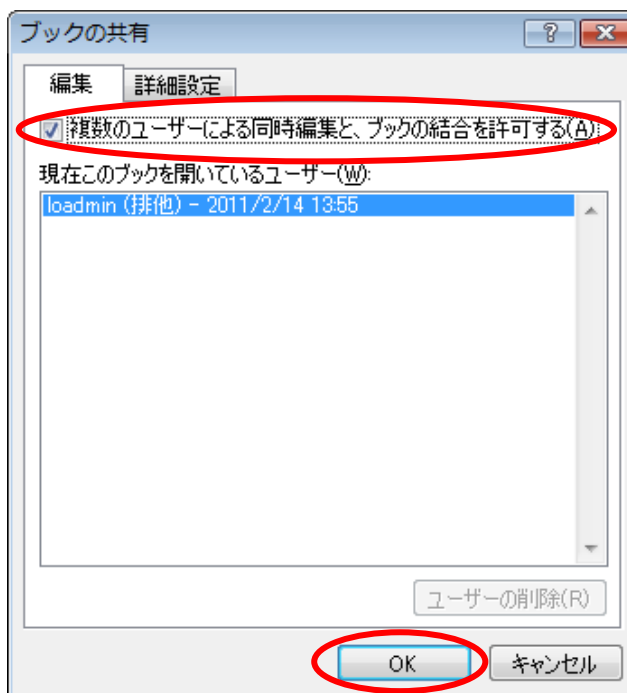 ブックの共有
編集
詳細設定
複数のユーザーによる同時編集と、ブックの結合を許可する(A)
現在このブックを開いているユーザー(W):
loadmin (排他) - 2011/2/14 13:55
ユーザーの削除(R)
OK
キャンセル